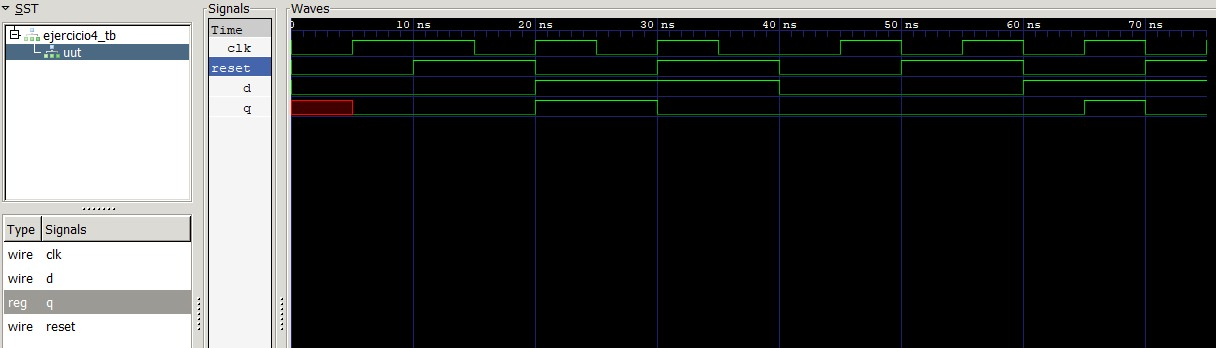 SST
ejercicio4_tb
uut
Type Signals
wire clk
wire d
reg q
wire reset
Signals
Time
clk
reset
d
q
Waves
0 10 ns 20 ns 30 ns 40 ns 50 ns 60 ns 70 ns